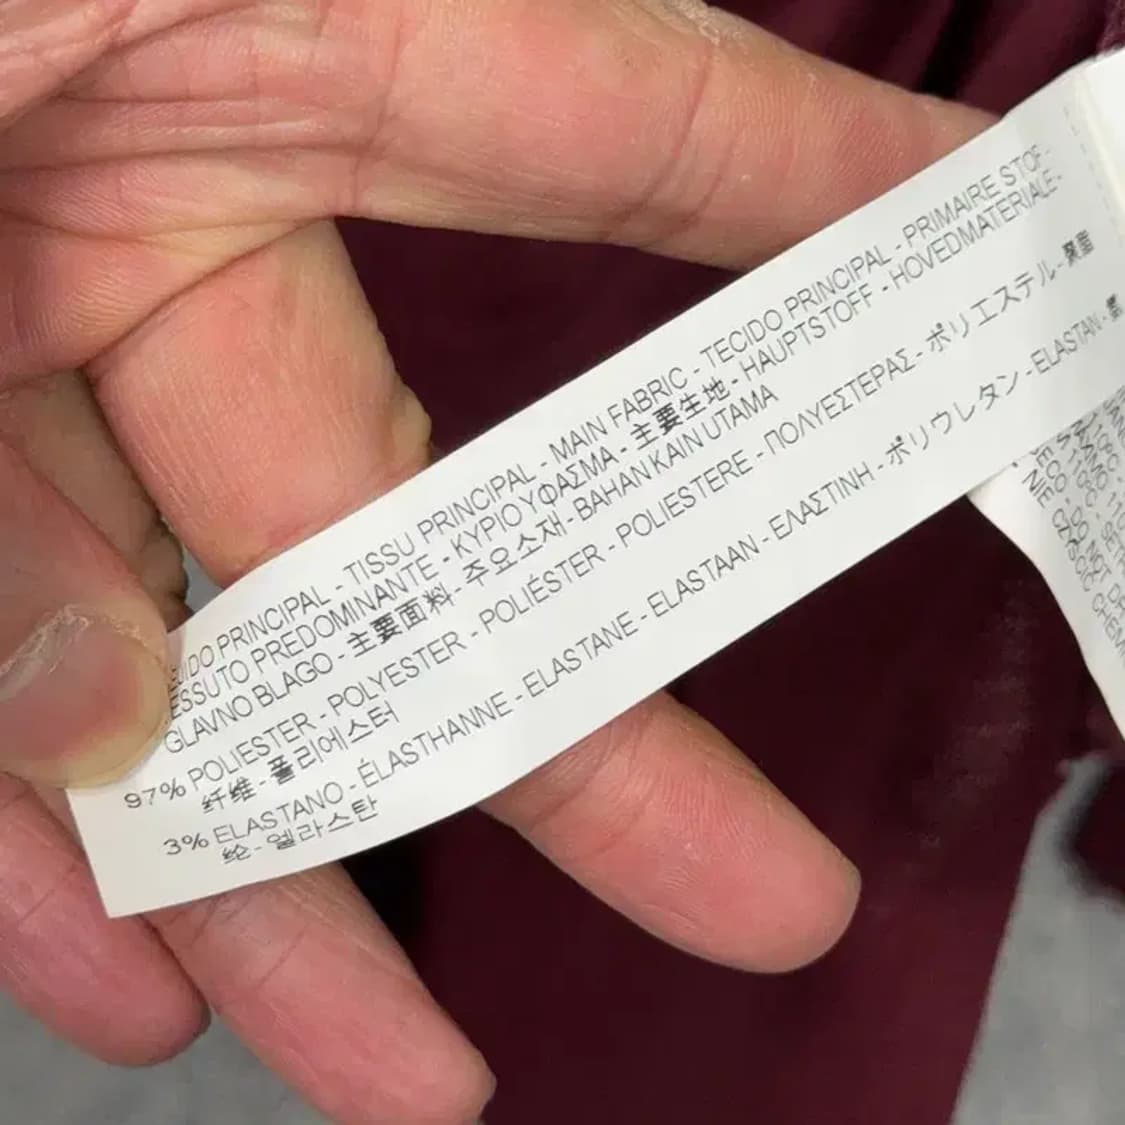 PRINCIPAL - TISSU PRINCIPAL - MAIN FABRIC - TECIDO PRINCIPAL - PRIMAIRE STOF -
ESSUTO PREDOMINANTE - ΚΥΡΙΟ ΥΦΑΣΜΑ - 主要生地 - HAUPTSTOFF - HOVEDMATERIALE -
GLAVNO BLAGO - 主要面料 - 주요소재 - BAHAN KAIN UTAMA
97% POLIESTER - POLYESTER - POLIÉSTER - POLIESTERE - ΠΟΛΥΕΣΤΕΡΑΣ - ポリエステル - 聚酯
纤维 - 폴리에스터
3% ELASTANO - ÉLASTHANNE - ELASTANE - ELASTAAN - ΕΛΑΣΤΙΝΗ - ポリウレタン - ELASTAN -
纶 - 엘라스탄
DO NOT